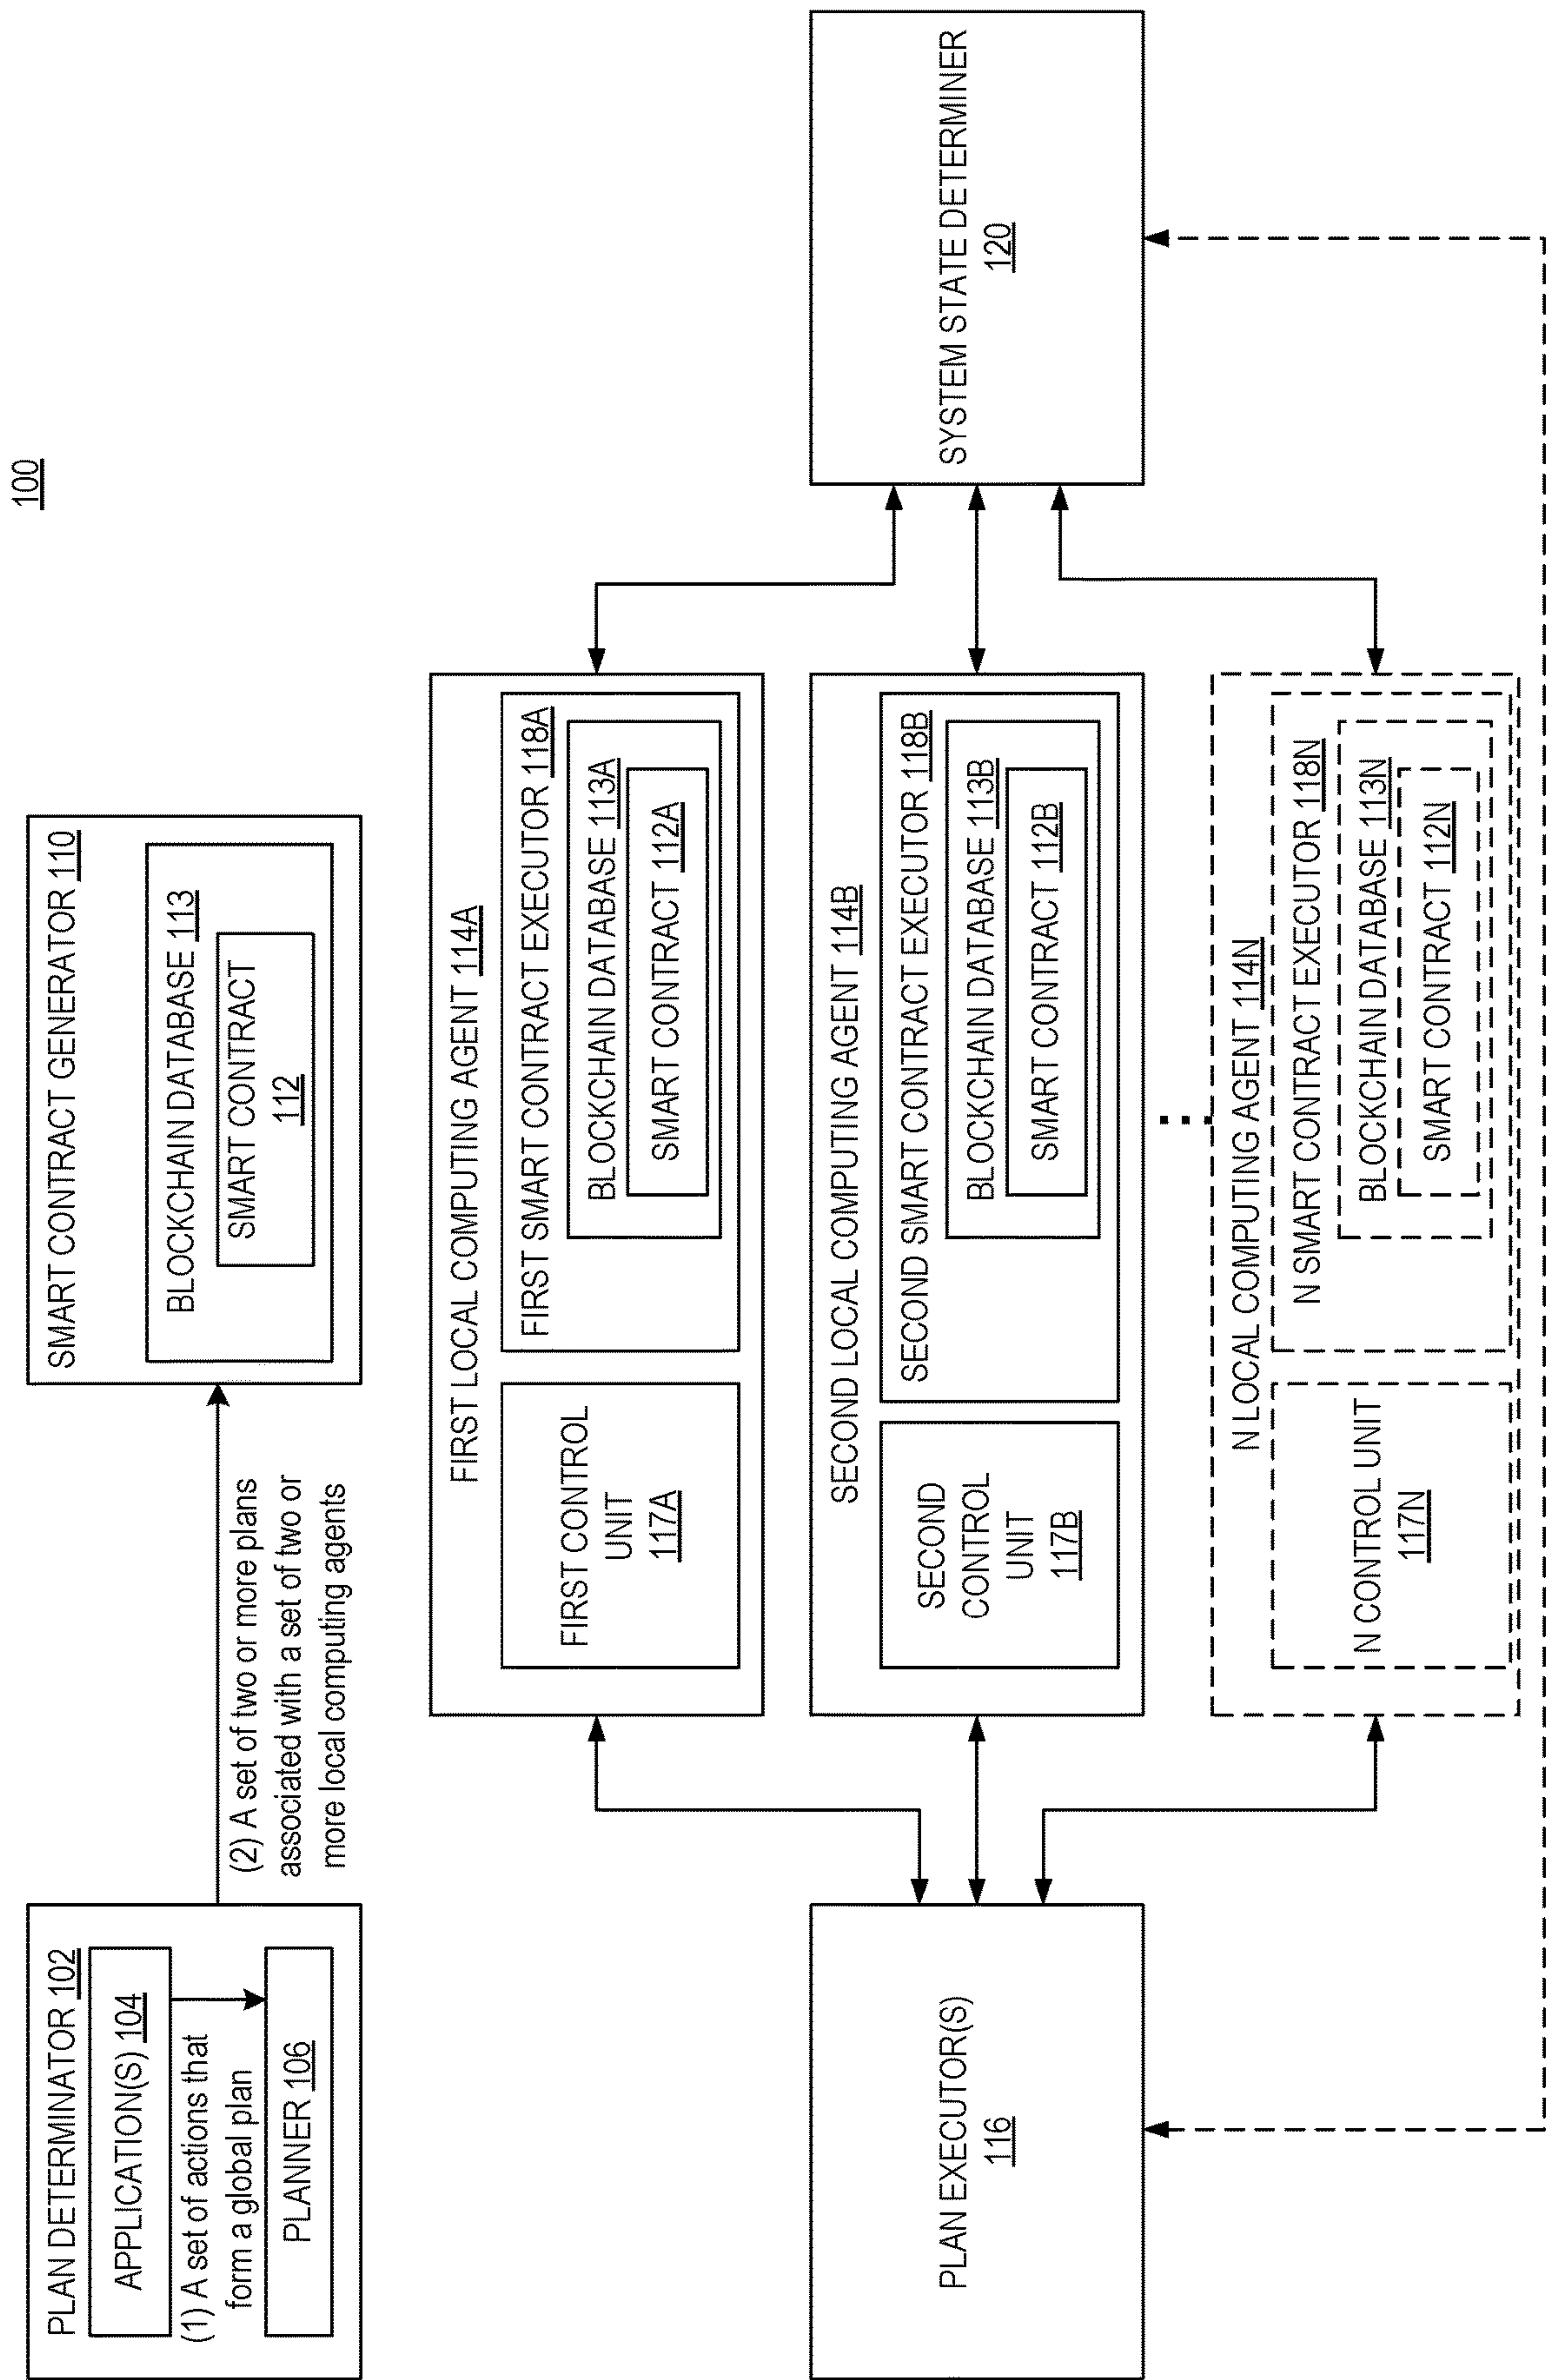 100
PLAN DETERMINATOR 102
APPLICATION(S) 104
(1) A set of actions that
form a global plan
PLANNER 106
(2) A set of two or more plans
associated with a set of two or
more local computing agents
SMART CONTRACT GENERATOR 110
BLOCKCHAIN DATABASE 113
SMART CONTRACT
112
FIRST LOCAL COMPUTING AGENT 114A
FIRST CONTROL
UNIT
117A
FIRST SMART CONTRACT EXECUTOR 118A
BLOCKCHAIN DATABASE 113A
SMART CONTRACT 112A
PLAN EXECUTOR(S)
116
SECOND LOCAL COMPUTING AGENT 114B
SECOND
CONTROL
UNIT
117B
SECOND SMART CONTRACT EXECUTOR 118B
BLOCKCHAIN DATABASE 113B
SMART CONTRACT 112B
SYSTEM STATE DETERMINER
120
...
N LOCAL COMPUTING AGENT 114N
N CONTROL UNIT
117N
N SMART CONTRACT EXECUTOR 118N
BLOCKCHAIN DATABASE 113N
SMART CONTRACT 112N